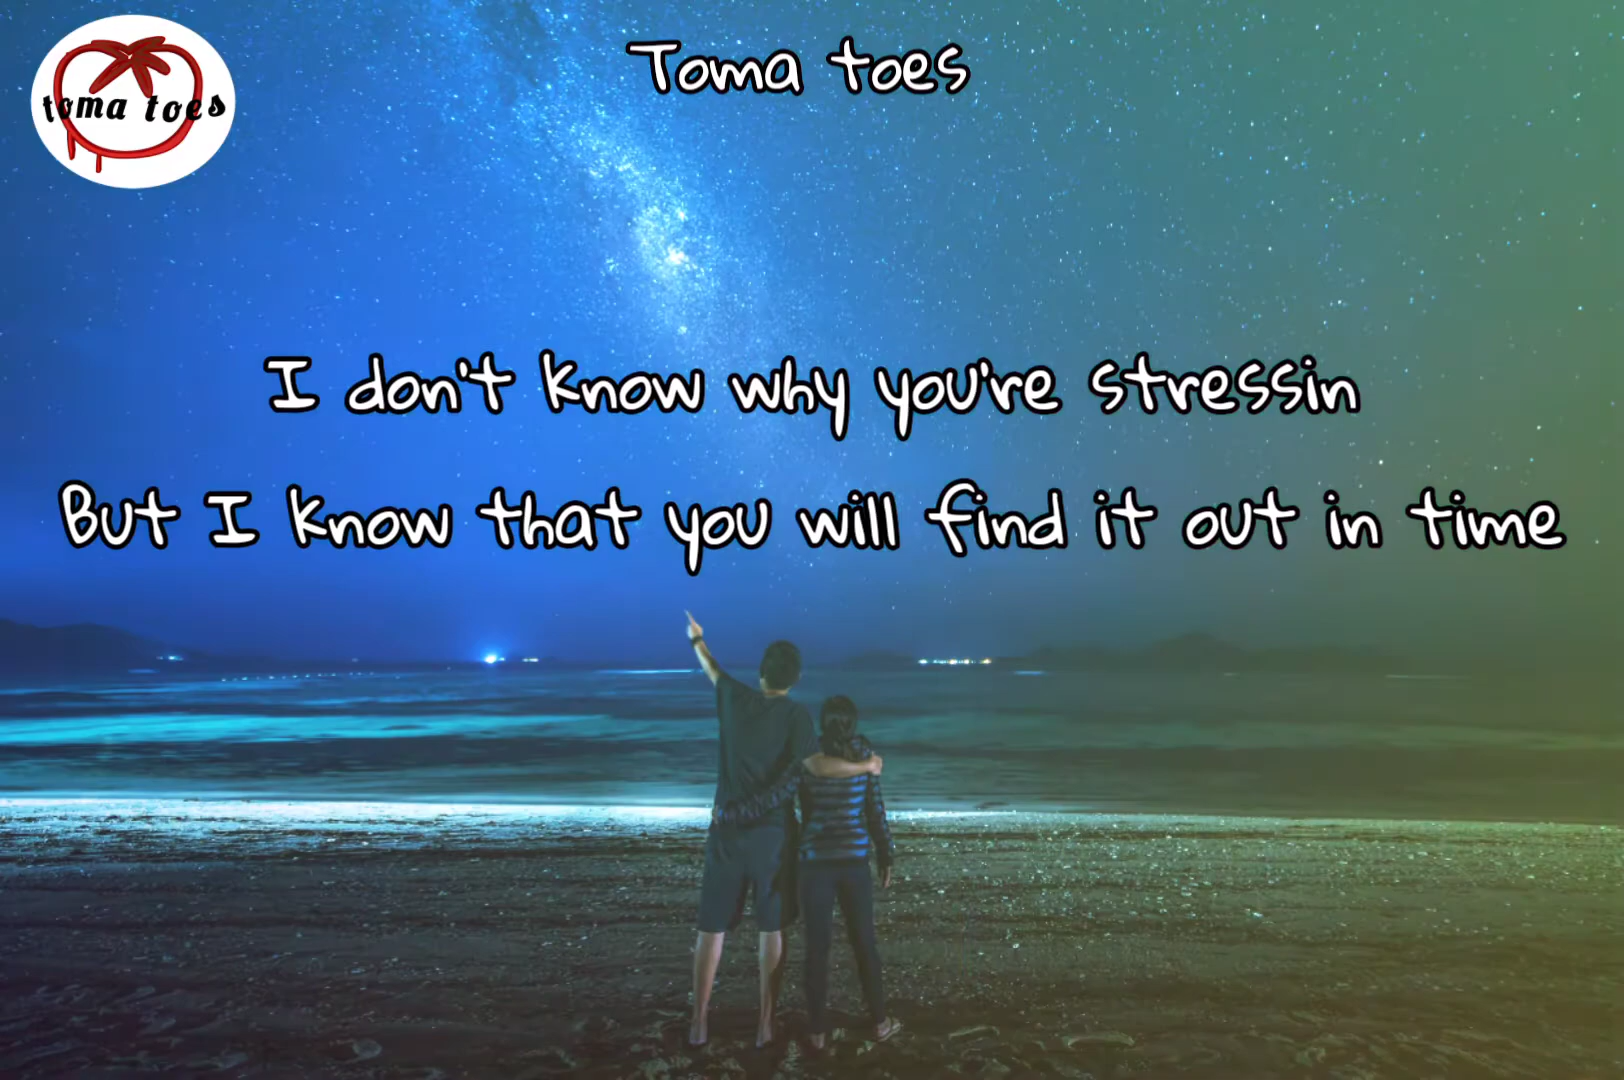 toma toes
Toma toes
I don't know why you're stressin
But I know that you will find it out in time